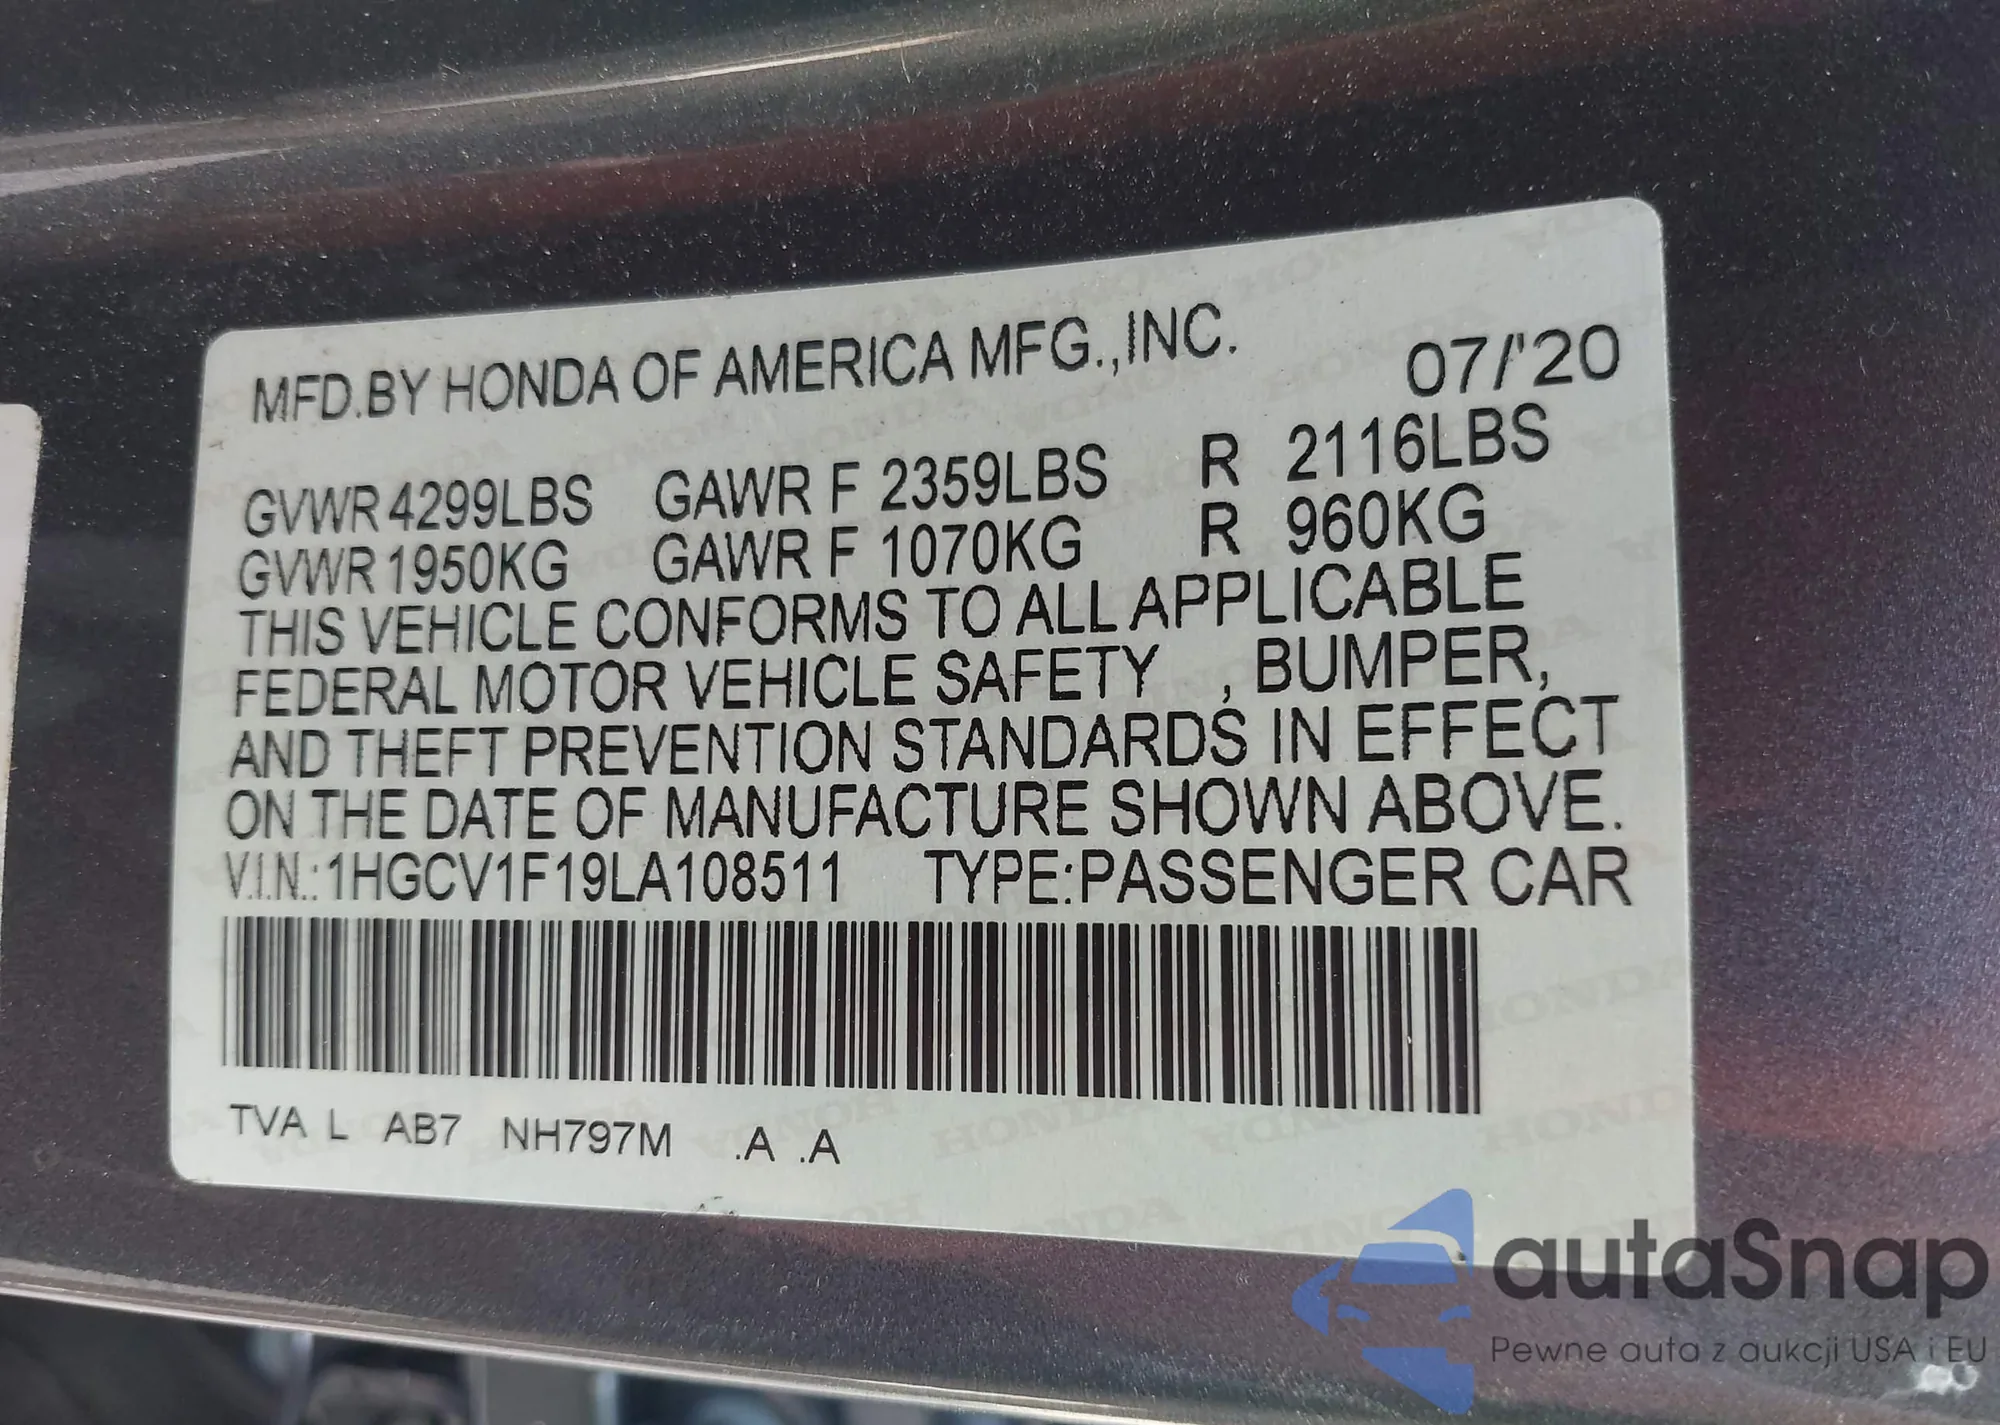 MFD.BY HONDA OF AMERICA MFG.,INC. 07/'20
GVWR 4299LBS GAWR F 2359LBS R 2116LBS
GVWR 1950KG GAWR F 1070KG R 960KG
THIS VEHICLE CONFORMS TO ALL APPLICABLE
FEDERAL MOTOR VEHICLE SAFETY , BUMPER,
AND THEFT PREVENTION STANDARDS IN EFFECT
ON THE DATE OF MANUFACTURE SHOWN ABOVE.
V.I.N.:1HGCV1F19LA108511 TYPE:PASSENGER CAR
TVA L AB7 NH797M .A .A
autaSnap
Pewne auta z aukcji USA i EU